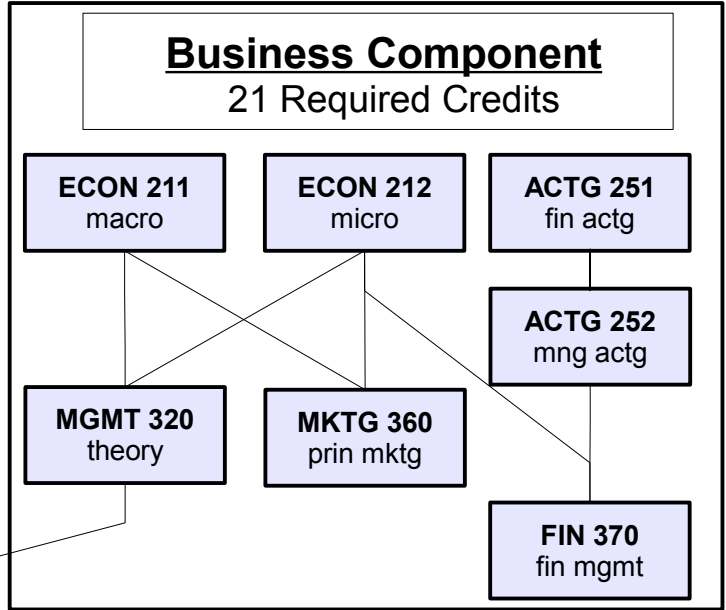 Business Component
21 Required Credits
ECON 211
macro
ECON 212
micro
ACTG 251
fin actg
ACTG 252
mng actg
MGMT 320
theory
MKTG 360
prin mktg
FIN 370
fin mgmt